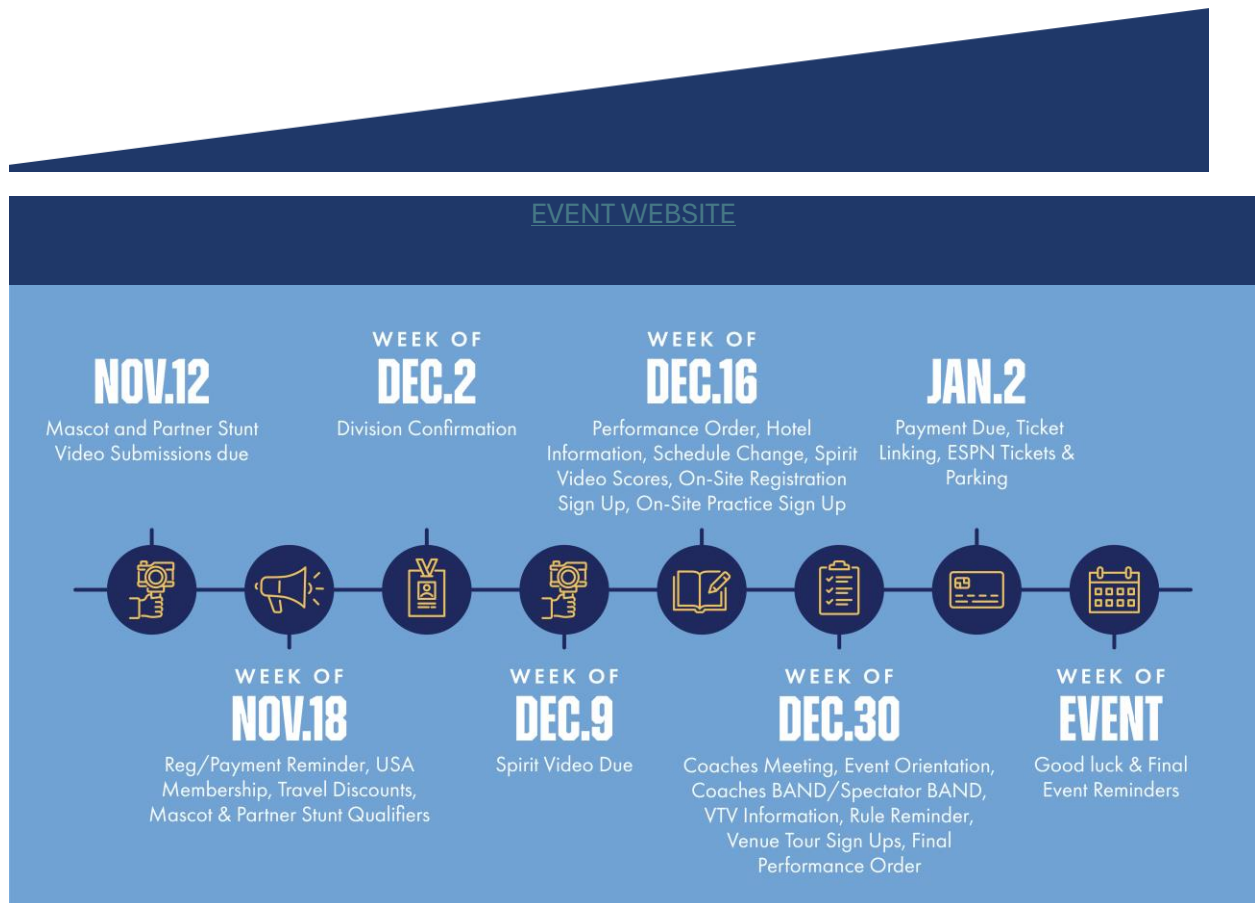 EVENT WEBSITE
NOV.12
Mascot and Partner Stunt
Video Submissions due
WEEK OF
NOV.18
Reg/Payment Reminder, USA
Membership, Travel Discounts,
Mascot & Partner Stunt Qualifiers
WEEK OF
DEC.2
Division Confirmation
WEEK OF
DEC.9
Spirit Video Due
WEEK OF
DEC.16
Performance Order, Hotel
Information, Schedule Change, Spirit
Video Scores, On-Site Registration
Sign Up, On-Site Practice Sign Up
WEEK OF
DEC.30
Coaches Meeting, Event Orientation,
Coaches BAND/Spectator BAND,
VTV Information, Rule Reminder,
Venue Tour Sign Ups, Final
Performance Order
JAN.2
Payment Due, Ticket
Linking, ESPN Tickets &
Parking
WEEK OF
EVENT
Good luck & Final
Event Reminders